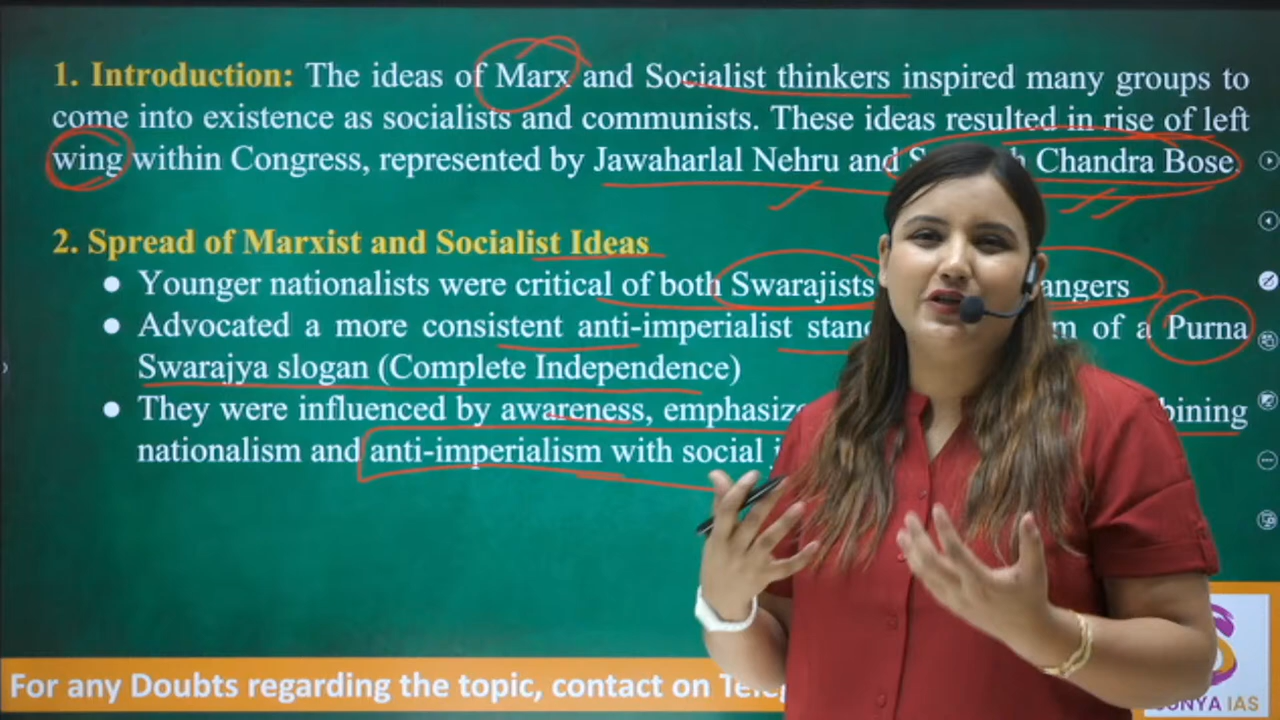 1. Introduction: The ideas of Marx and Socialist thinkers inspired many groups to
come into existence as socialists and communists. These ideas resulted in rise of left
wing within Congress, represented by Jawaharlal Nehru and Chandra Bose.
2. Spread of Marxist and Socialist Ideas
● Younger nationalists were critical of both Swarajists
● Advocated a more consistent anti-imperialist of a Purna
Swarajya slogan (Complete Independence)
● They were influenced by awareness,
nationalism and anti-imperialism with social
For any Doubts regarding the topic, contact on
IAS